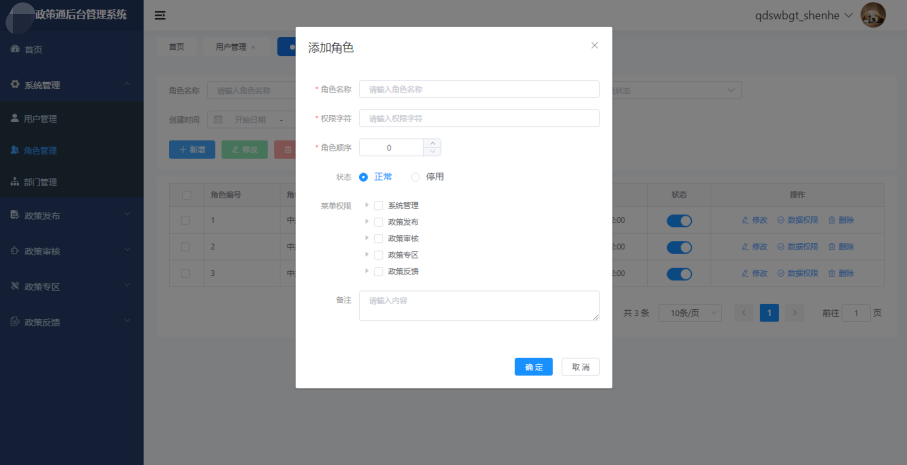 政策通后台管理系统
qdswbgt_shenhe
首页
系统管理
用户管理
角色管理
部门管理
政策发布
政策审核
政策专区
政策反馈
首页
用户管理 ×
角色名称 请输入角色名称
状态
创建时间 开始日期 -
+ 新增 修改
角色编号 状态 操作
1 中 :00 修改 数据权限 删除
2 中 :00 修改 数据权限 删除
3 中 :00 修改 数据权限 删除
共 3 条 10条/页 < 1 > 前往 1 页
添加角色 ×
* 角色名称 请输入角色名称
* 权限字符 请输入权限字符
* 角色顺序 0
状态 正常 停用
菜单权限 系统管理
政策发布
政策审核
政策专区
政策反馈
备注 请输入内容
确 定 取 消